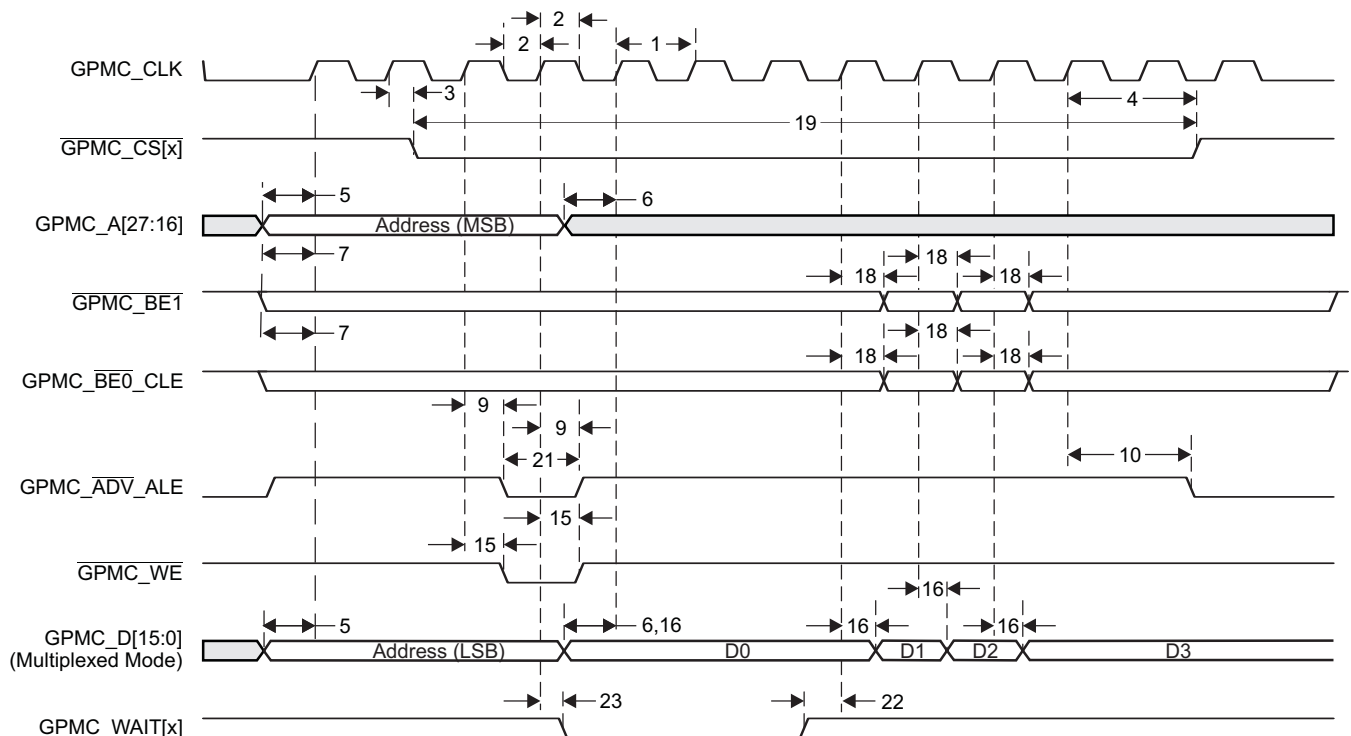 2
2
1
GPMC_CLK
3
4
19
GPMC_CS[x]
5
6
GPMC_A[27:16]
Address (MSB)
7
18
18
18
GPMC_BE1
7
18
18
18
GPMC_BE0_CLE
9
9
10
21
GPMC_ADV_ALE
15
15
GPMC_WE
16
5
6,16
16
16
GPMC_D[15:0]
(Multiplexed Mode)
Address (LSB)
D0
D1
D2
D3
23
22
GPMC_WAIT[x]